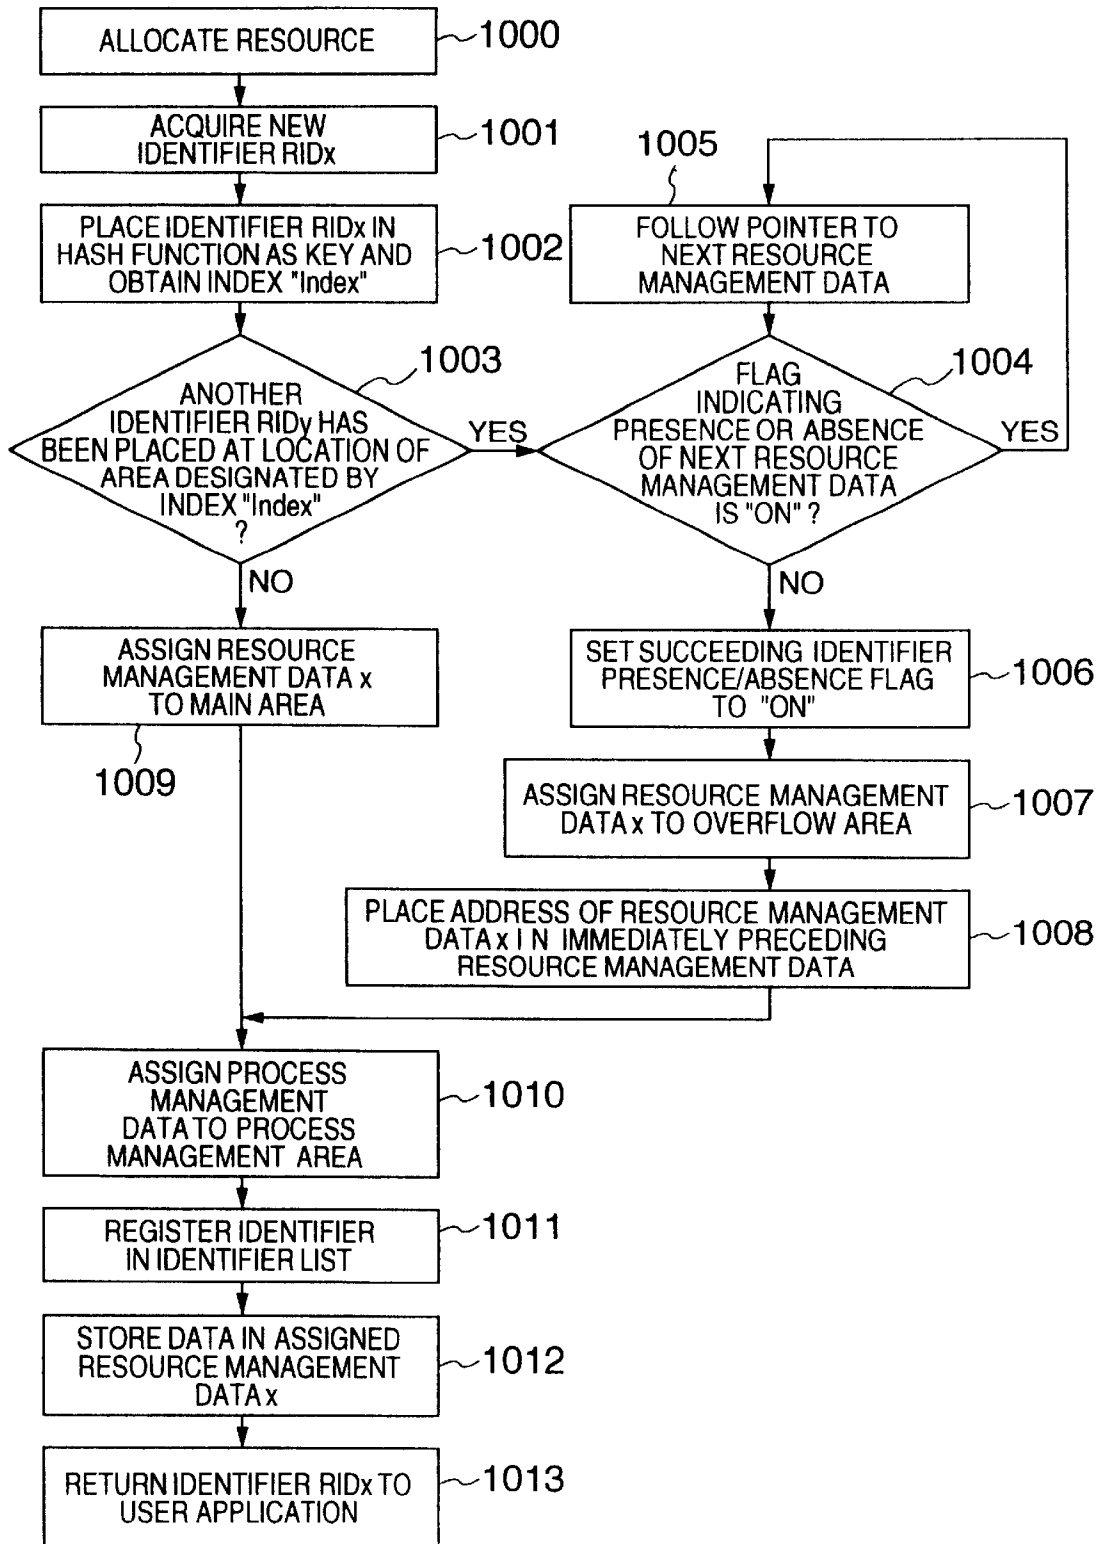 ALLOCATE RESOURCE
1000
ACQUIRE NEW
IDENTIFIER RIDx
1001
PLACE IDENTIFIER RIDx IN
HASH FUNCTION AS KEY AND
OBTAIN INDEX "Index"
1002
1003
ANOTHER
IDENTIFIER RIDy HAS
BEEN PLACED AT LOCATION OF
AREA DESIGNATED BY
INDEX "Index"
?
YES
NO
1005
FOLLOW POINTER TO
NEXT RESOURCE
MANAGEMENT DATA
1004
FLAG
INDICATING
PRESENCE OR ABSENCE
OF NEXT RESOURCE
MANAGEMENT DATA
IS "ON" ?
YES
NO
ASSIGN RESOURCE
MANAGEMENT DATA x
TO MAIN AREA
1009
SET SUCCEEDING IDENTIFIER
PRESENCE/ABSENCE FLAG
TO "ON"
1006
ASSIGN RESOURCE MANAGEMENT
DATA x TO OVERFLOW AREA
1007
PLACE ADDRESS OF RESOURCE MANAGEMENT
DATA x I N IMMEDIATELY PRECEDING
RESOURCE MANAGEMENT DATA
1008
ASSIGN PROCESS
MANAGEMENT
DATA TO PROCESS
MANAGEMENT AREA
1010
REGISTER IDENTIFIER
IN IDENTIFIER LIST
1011
STORE DATA IN ASSIGNED
RESOURCE MANAGEMENT
DATA x
1012
RETURN IDENTIFIER RIDx TO
USER APPLICATION
1013